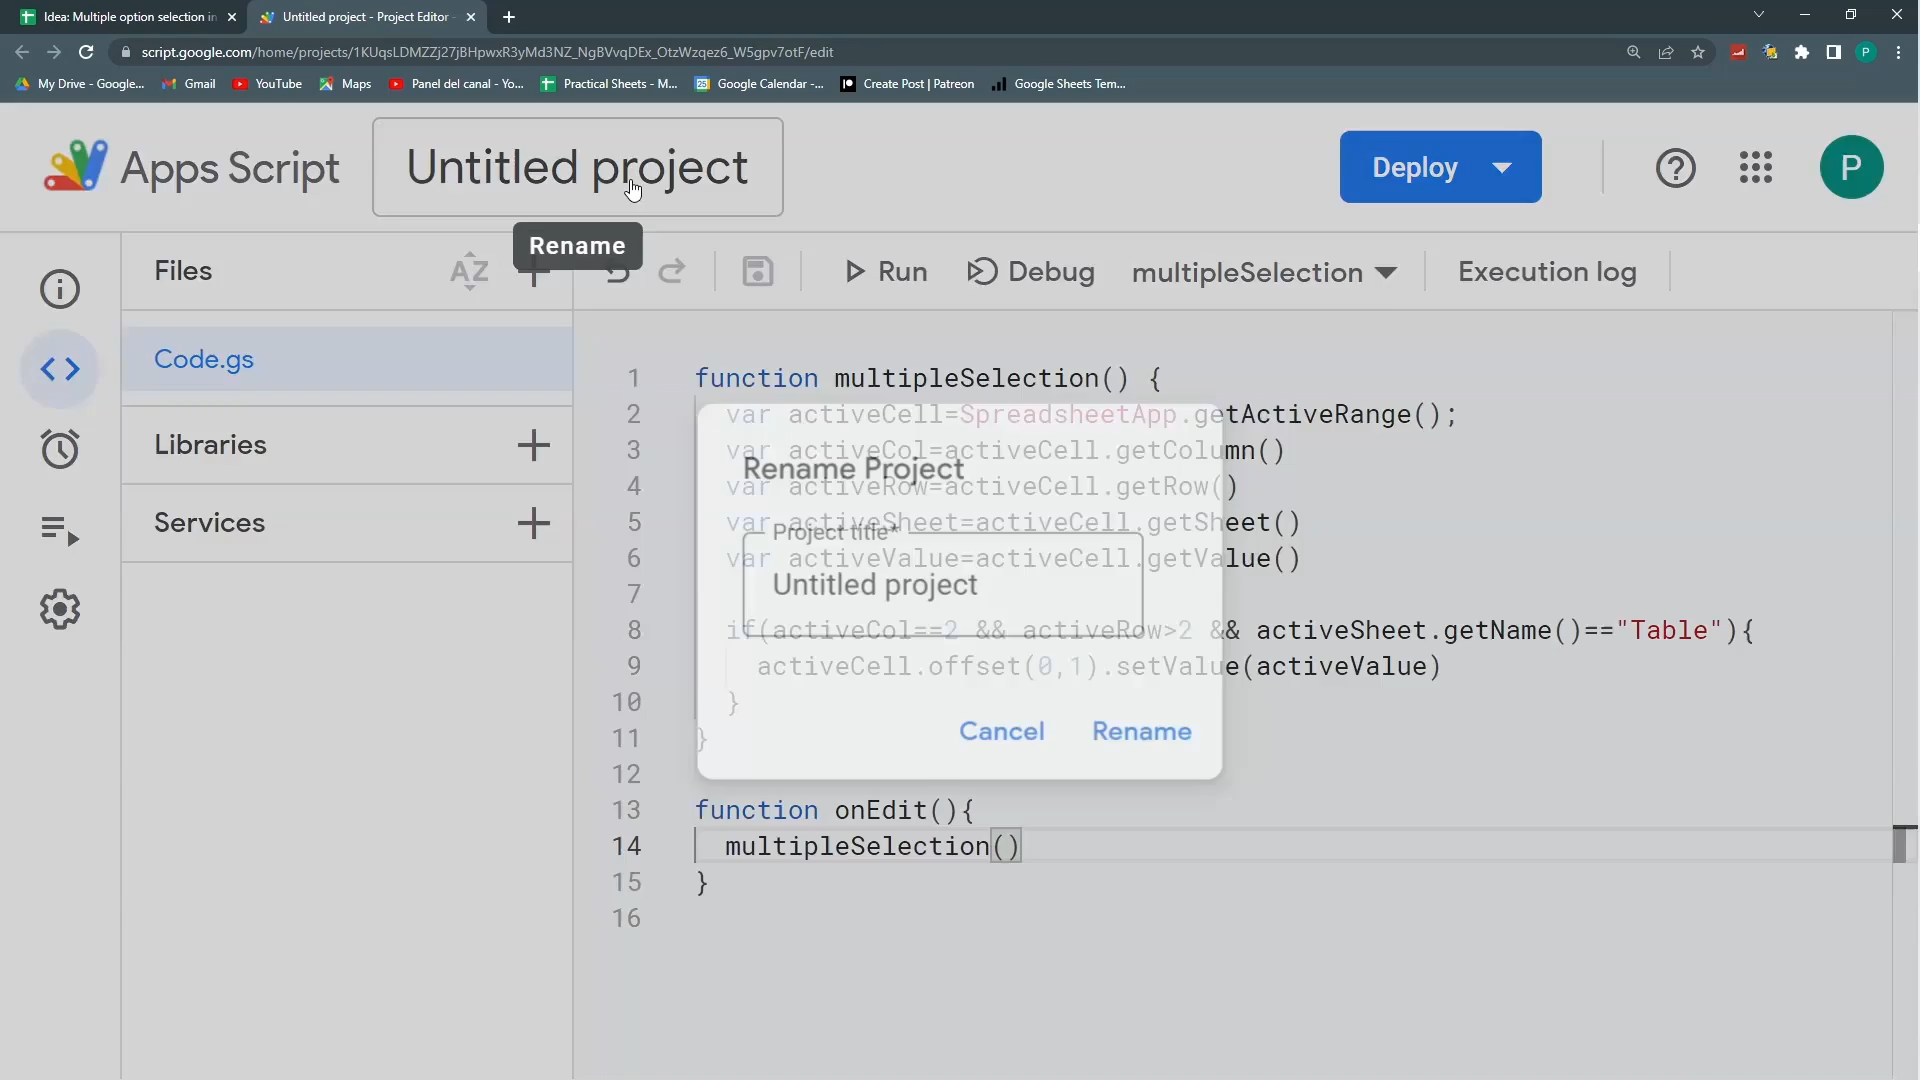 Idea: Multiple option selection in
Untitled project - Project Editor -
script.google.com/home/projects/1KUqsLDMZZj27jBHpwxR3yMd3NZ_NgBVvqDEx_OtzWzqez6_W5gpv7otF/edit
P
My Drive - Google...
Gmail
YouTube
Maps
Panel del canal - Yo...
Practical Sheets - M...
Google Calendar -...
Create Post | Patreon
Google Sheets Tem...
Apps Script
Untitled project
Deploy
P
Rename
Files
AZ
Run
Debug
multipleSelection
Execution log
Code.gs
Libraries
Services
1 function multipleSelection() {
2 var activeCell=SpreadsheetApp.getActiveRange();
3 var activeCol=activeCell.getColumn()
4 var activeRow=activeCell.getRow()
5 var activeSheet=activeCell.getSheet()
6 var activeValue=activeCell.getValue()
7
8 if(activeCol==2 && activeRow>2 && activeSheet.getName()=="Table"){
9 activeCell.offset(0,1).setValue(activeValue)
10 }
11 }
12
13 function onEdit(){
14 multipleSelection()
15 }
16
Rename Project
Project title*
Untitled project
Cancel
Rename